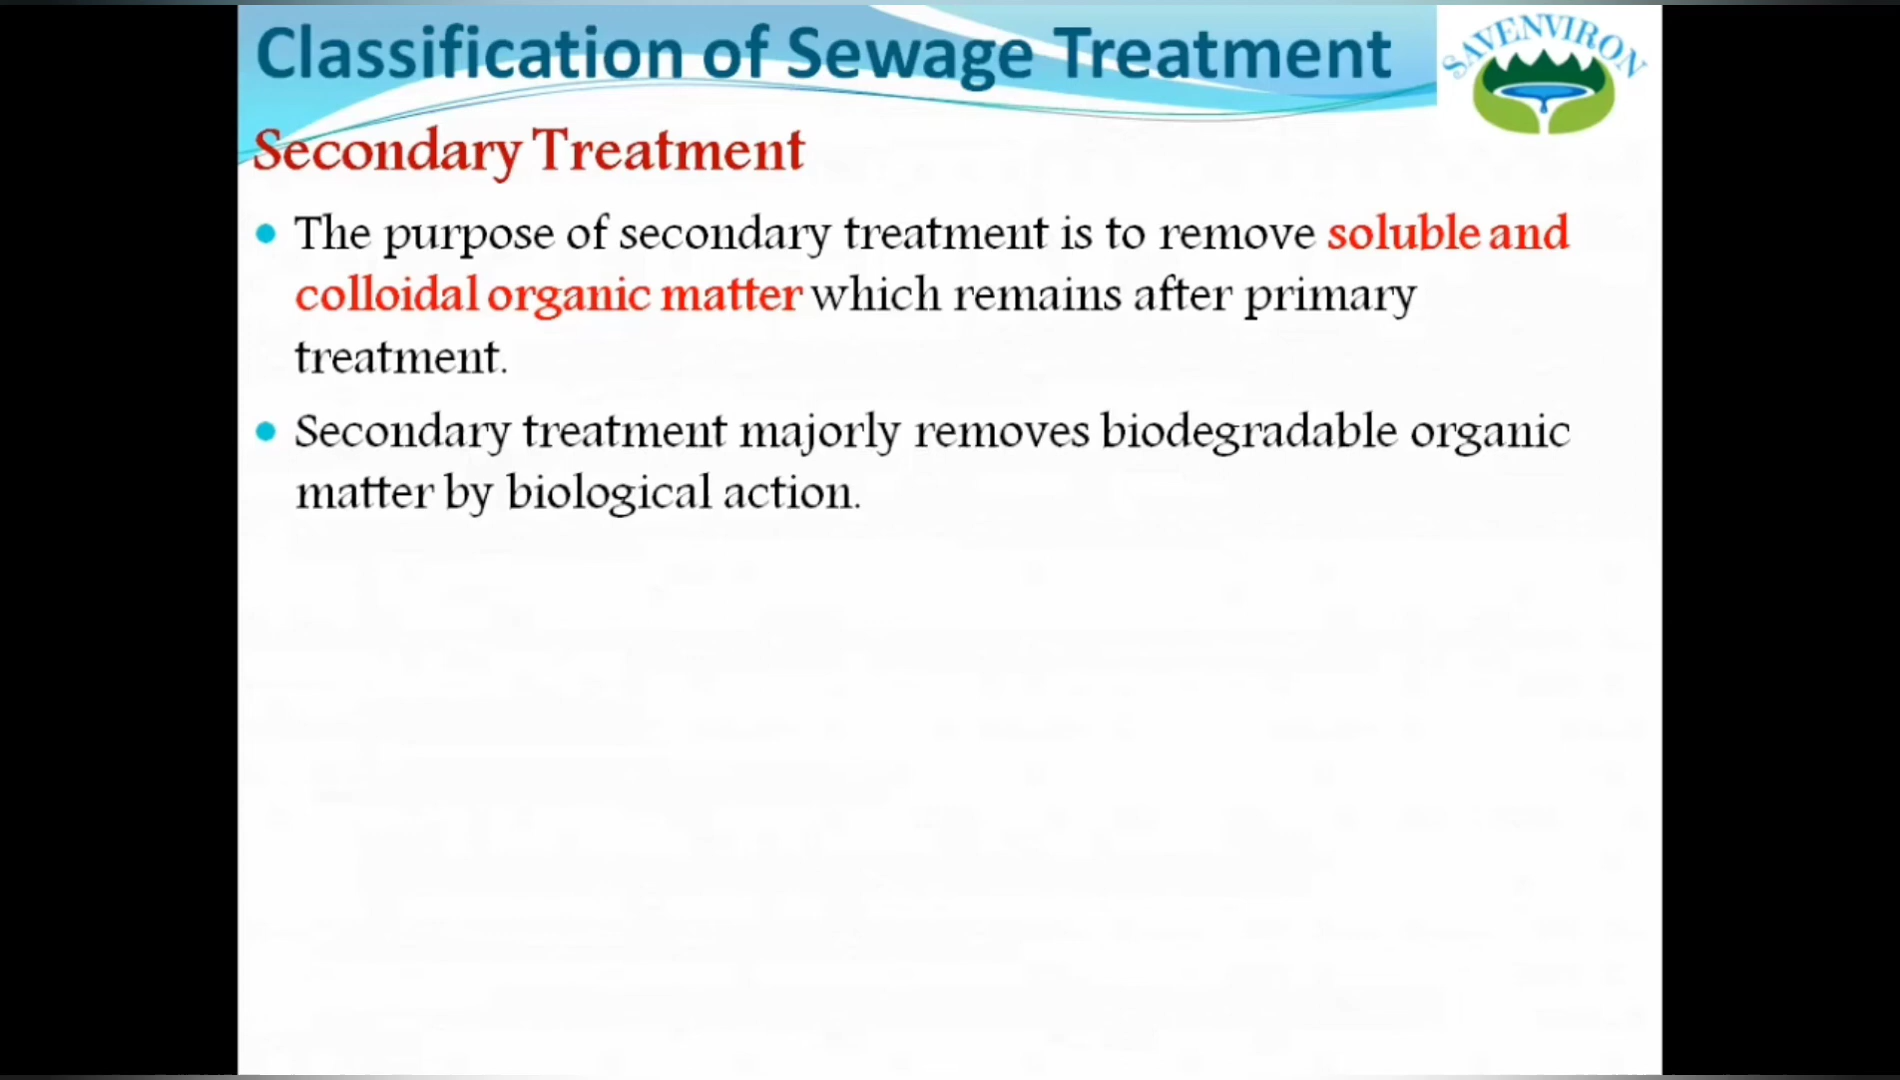 Classification of Sewage Treatment
SAVENVIRON
Secondary Treatment
The purpose of secondary treatment is to remove soluble and
colloidal organic matter which remains after primary
treatment.
Secondary treatment majorly removes biodegradable organic
matter by biological action.